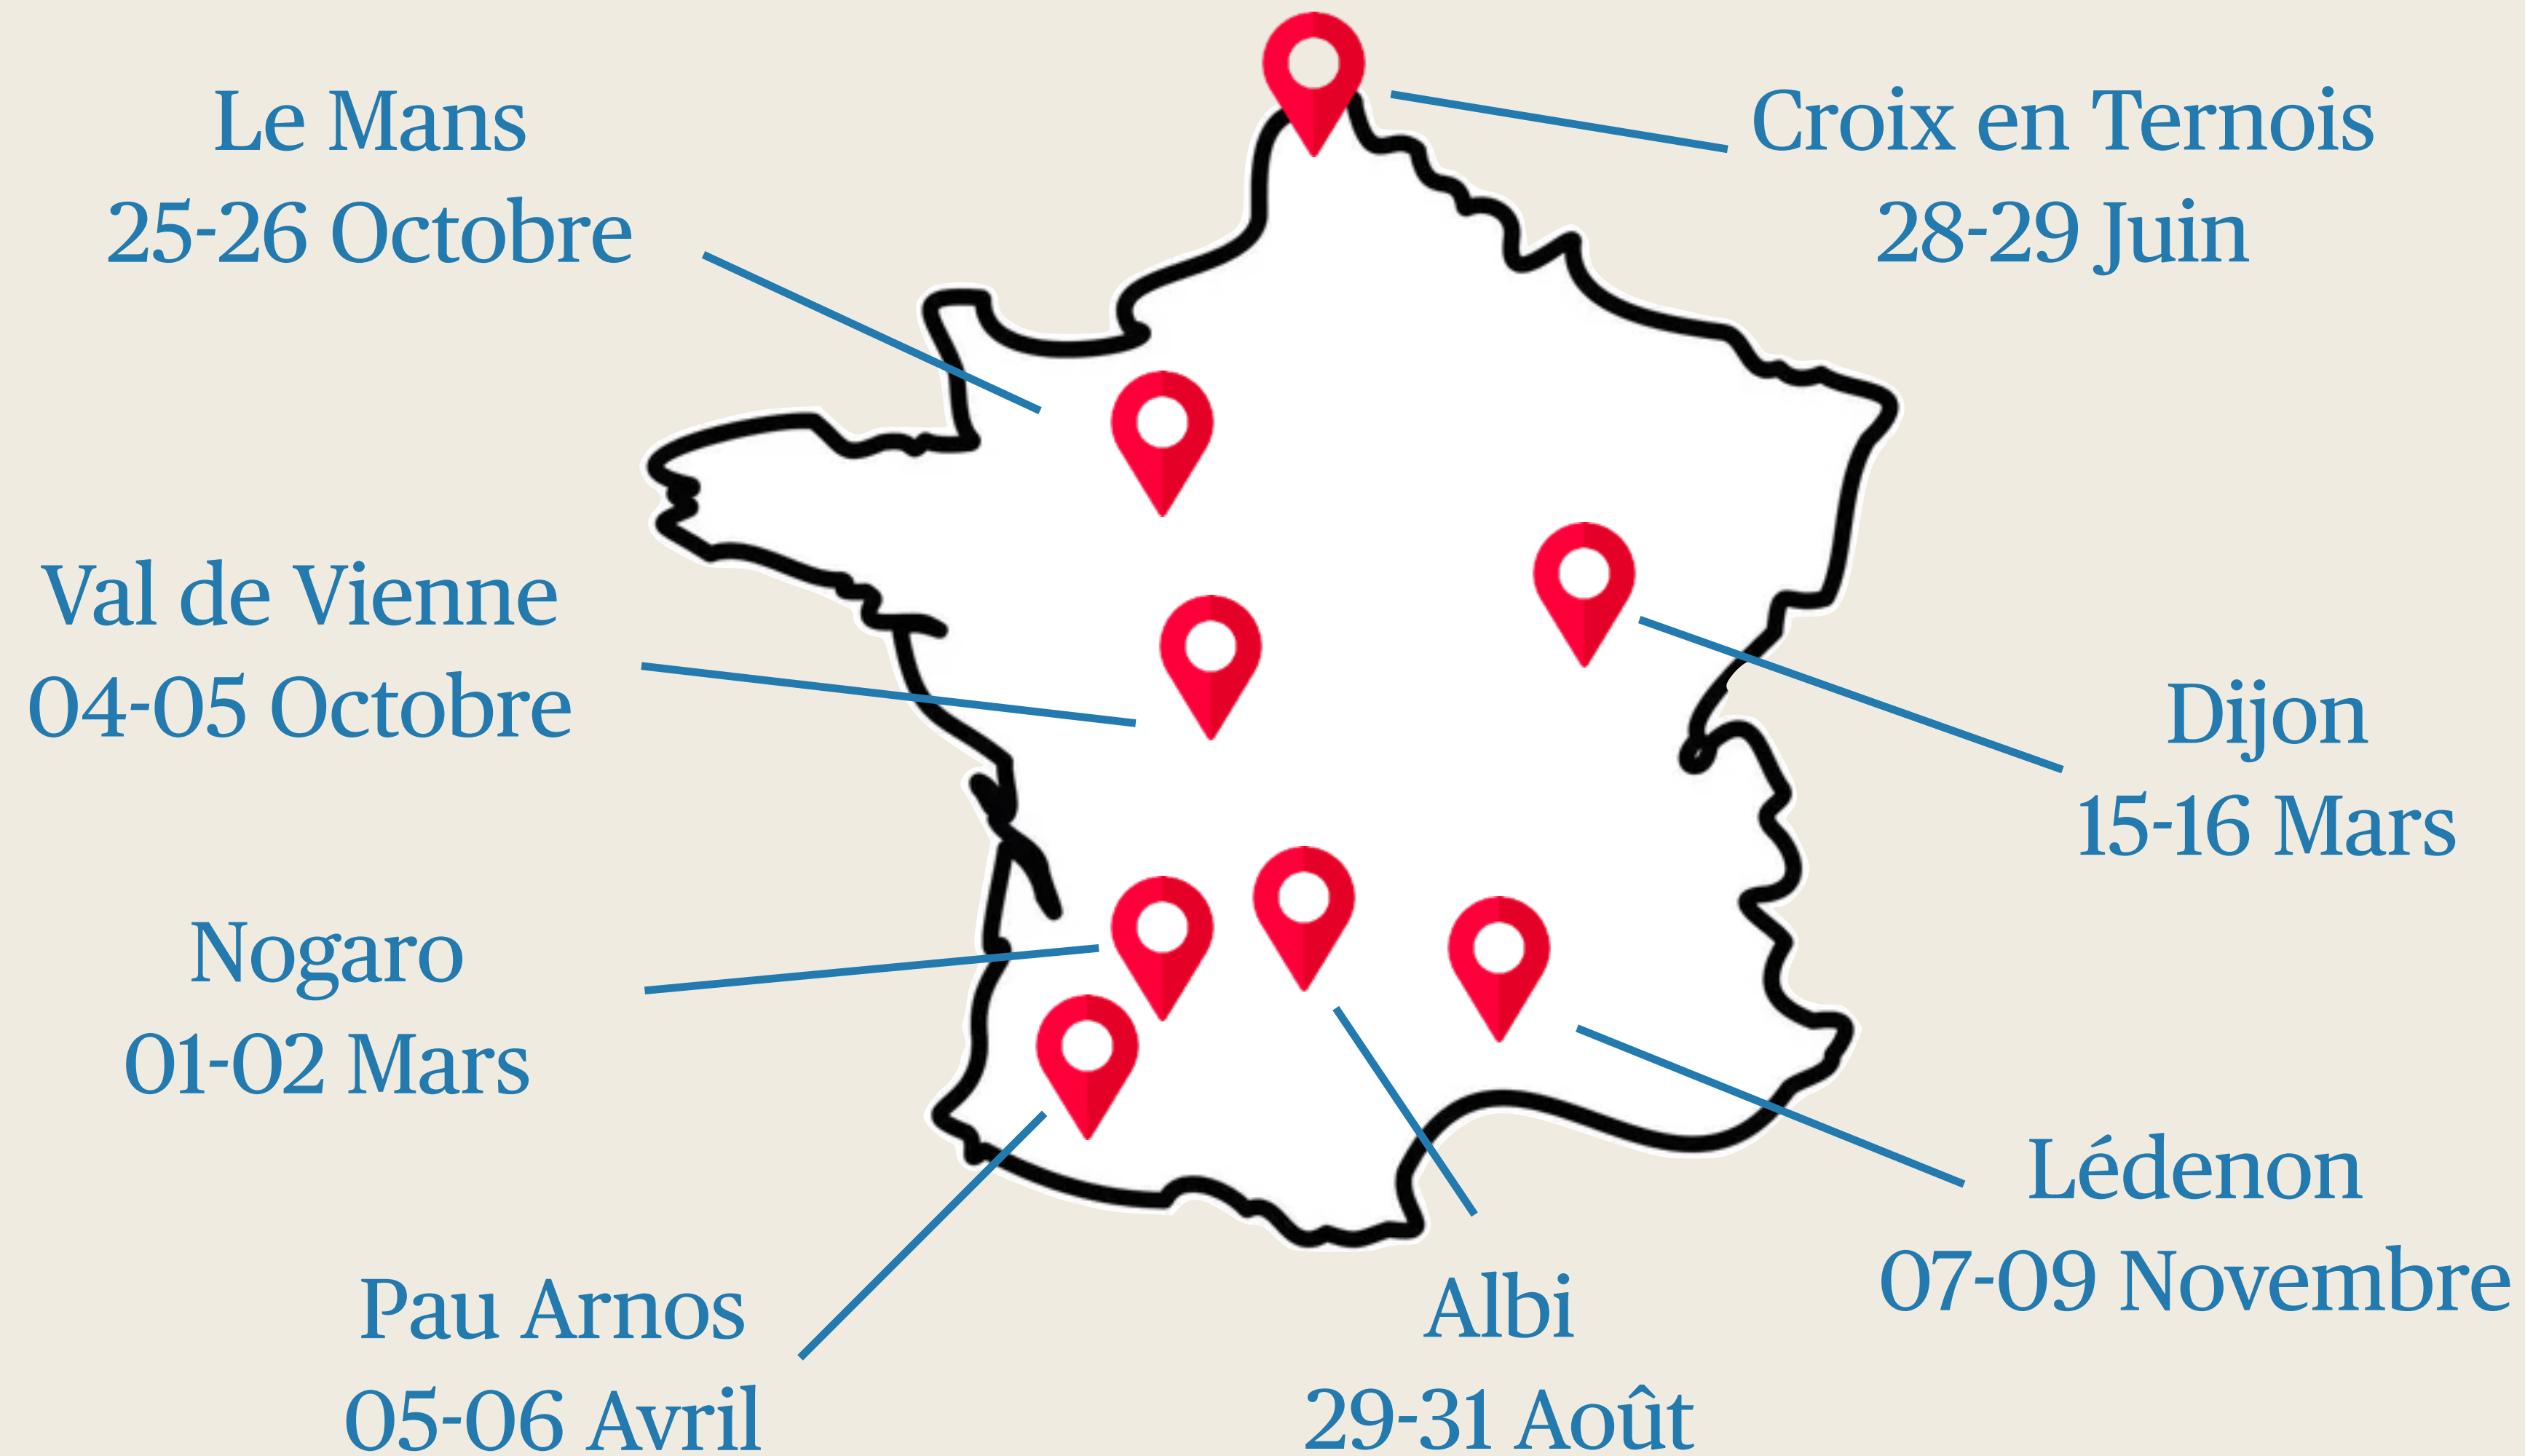 Le Mans
25-26 Octobre
Croix en Ternois
28-29 Juin
Val de Vienne
04-05 Octobre
Dijon
15-16 Mars
Nogaro
01-02 Mars
Lédenon
07-09 Novembre
Pau Arnos
05-06 Avril
Albi
29-31 Août